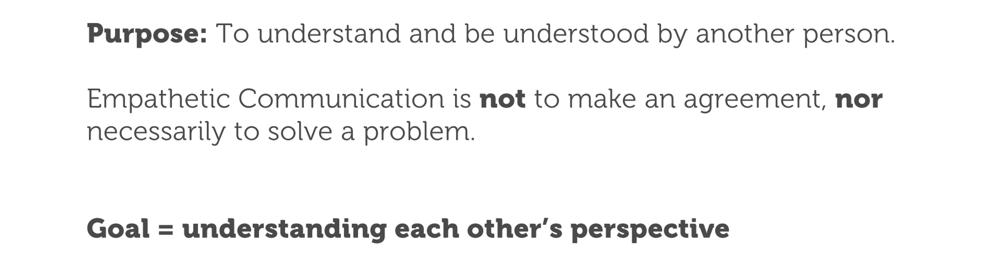 Purpose: To understand and be understood by another person.
Empathetic Communication is not to make an agreement, nor
necessarily to solve a problem.
Goal = understanding each other’s perspective